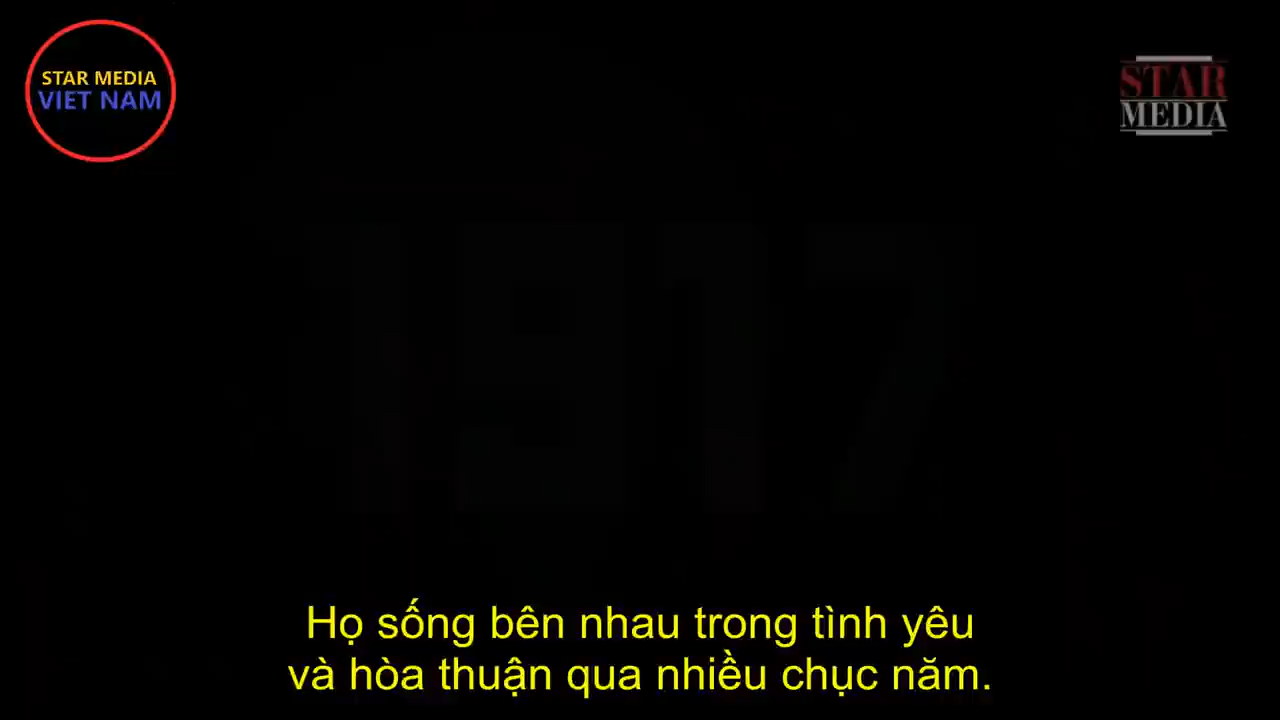 STAR MEDIA
VIET NAM
STAR
MEDIA
1917
Họ sống bên nhau trong tình yêu
và hòa thuận qua nhiều chục năm.